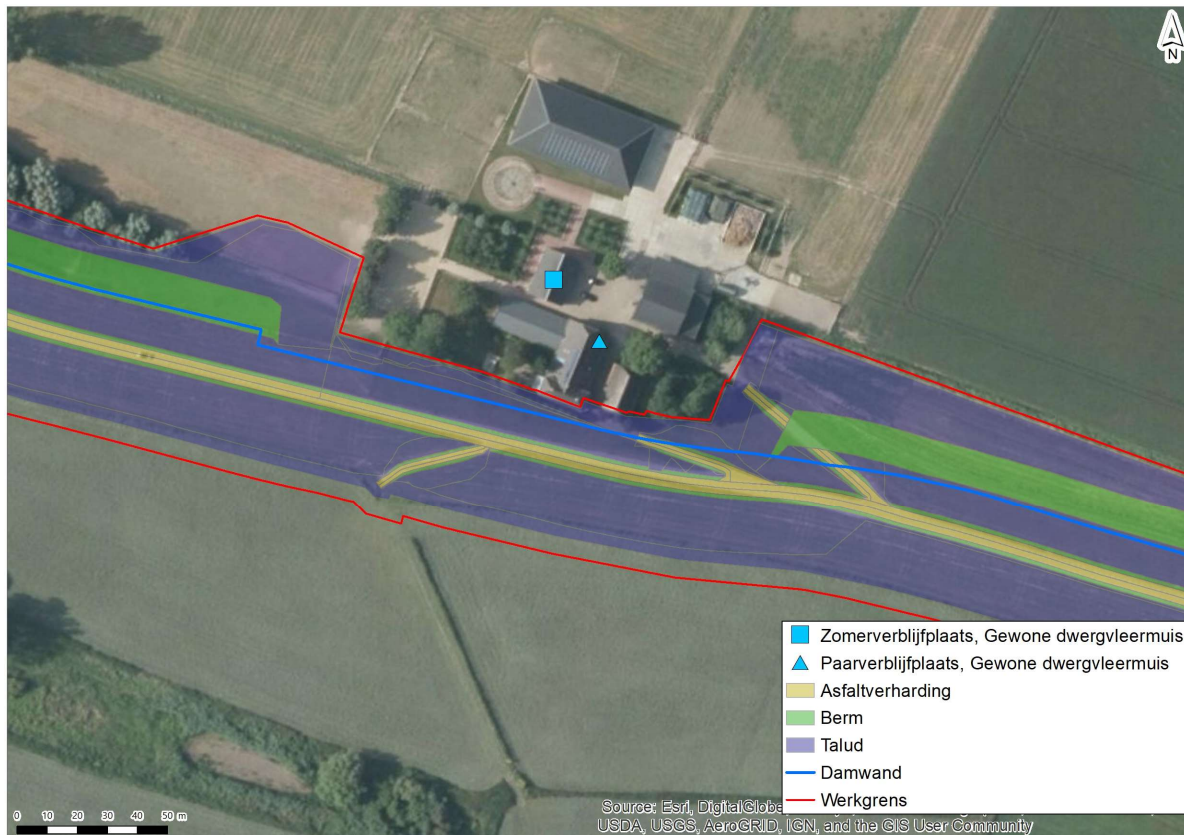 N
Zomerverblijfplaats, Gewone dwergvleermuis
Paarverblijfplaats, Gewone dwergvleermuis
Asfaltverharding
Berm
Talud
Damwand
Werkgrens
0 10 20 30 40 50 m
Source: Esri, DigitalGlobe
USDA, USGS, AeroGRID, IGN, and the GIS User Community